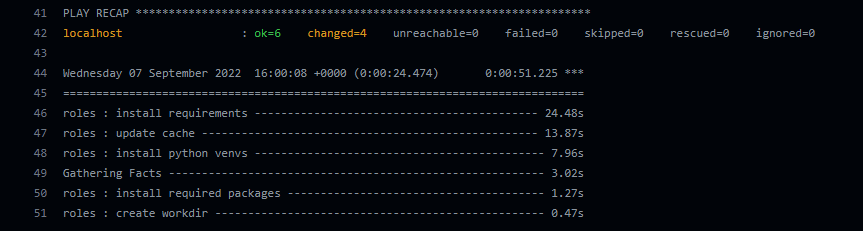 41 PLAY RECAP **********************************************************************
42 localhost : ok=6 changed=4 unreachable=0 failed=0 skipped=0 rescued=0 ignored=0
43
44 Wednesday 07 September 2022 16:00:08 +0000 (0:00:24.474) 0:00:51.225 ***
45 ===============================================================================
46 roles : install requirements ------------------------------------------- 24.48s
47 roles : update cache --------------------------------------------------- 13.87s
48 roles : install python venvs -------------------------------------------- 7.96s
49 Gathering Facts --------------------------------------------------------- 3.02s
50 roles : install required packages --------------------------------------- 1.27s
51 roles : create workdir -------------------------------------------------- 0.47s